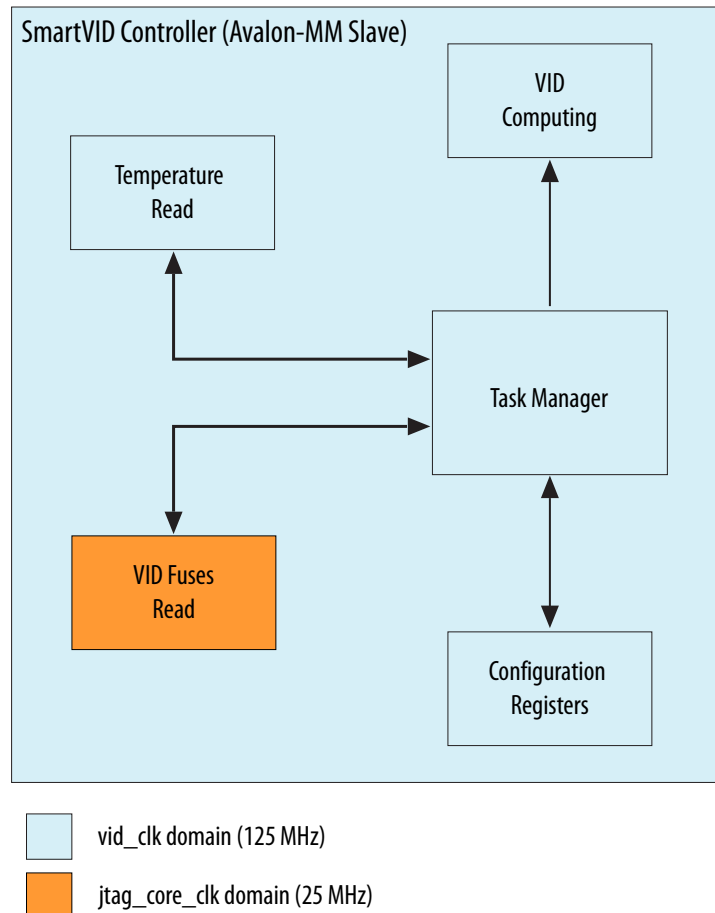 SmartVID Controller (Avalon-MM Slave)
VID
Computing
Temperature
Read
Task Manager
VID Fuses
Read
Configuration
Registers
vid_clk domain (125 MHz)
jtag_core_clk domain (25 MHz)